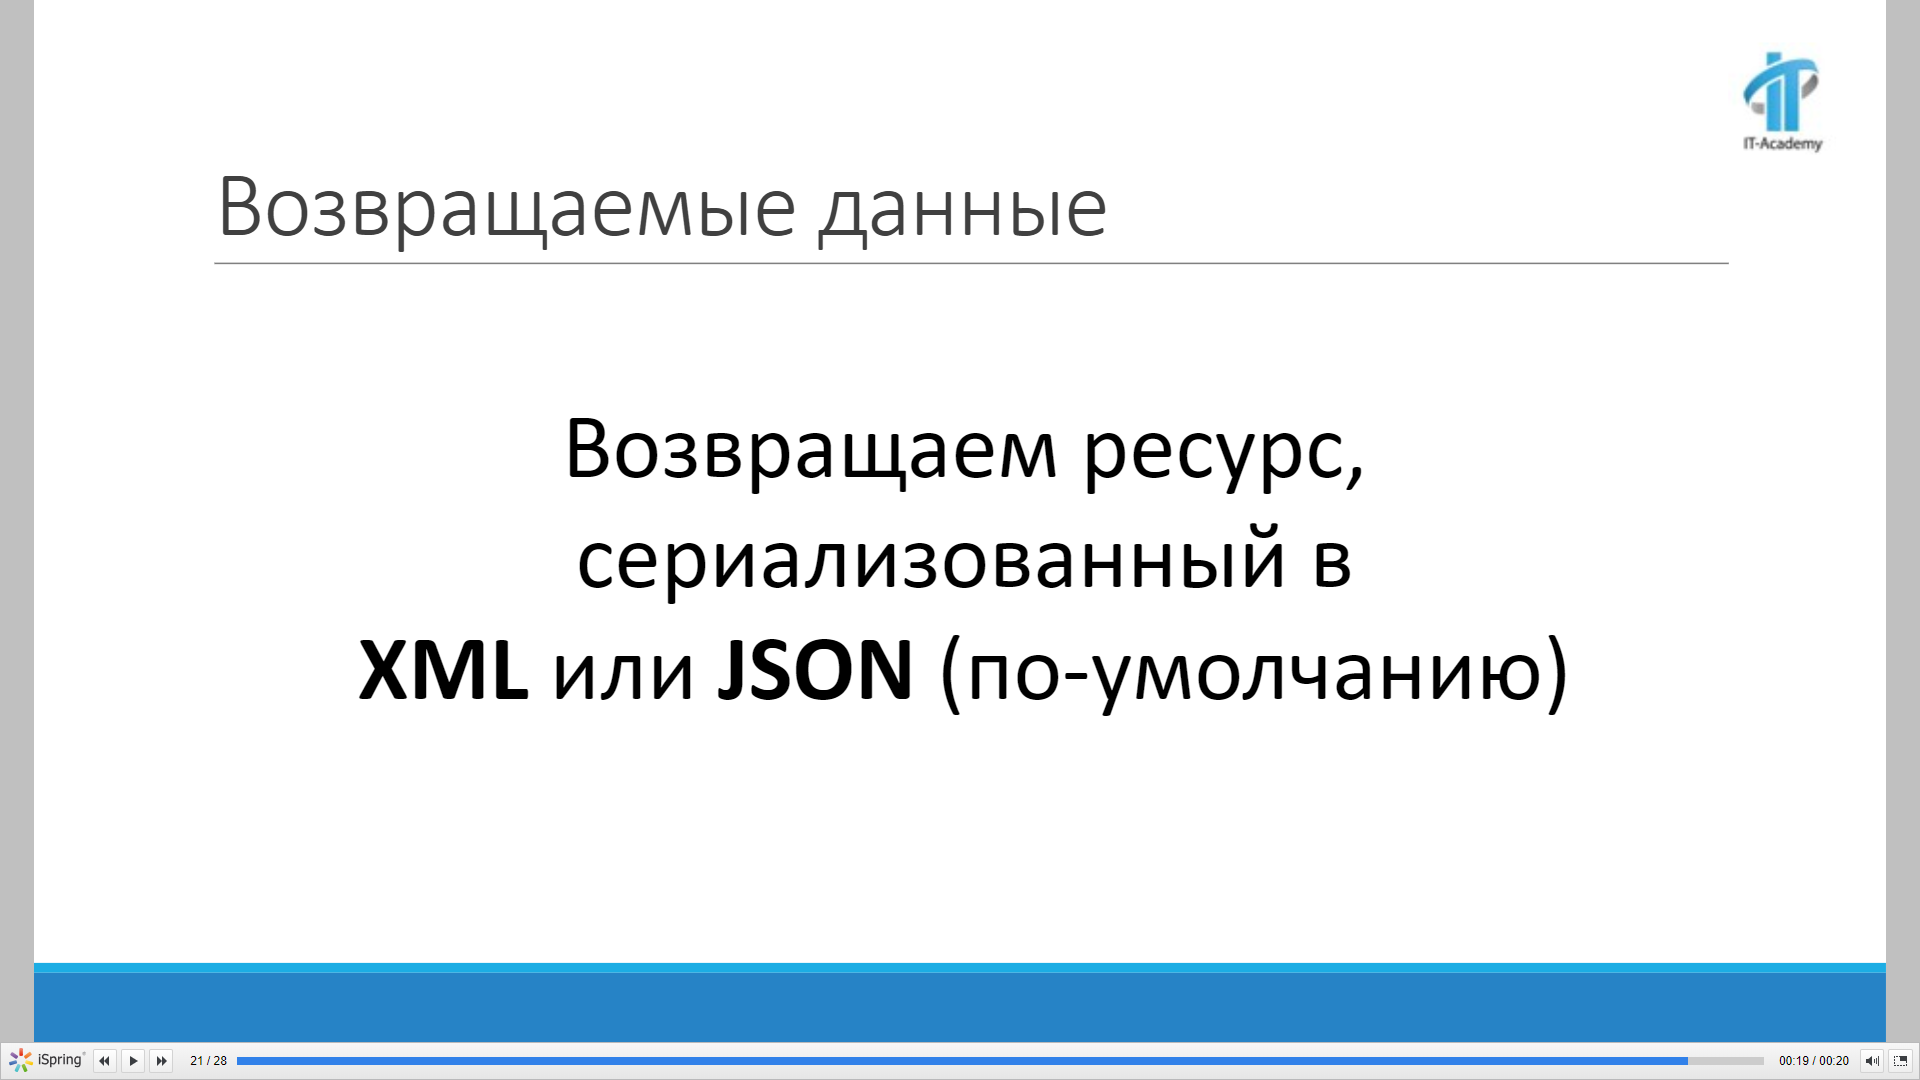 IT-Academy
Возвращаемые данные
Возвращаем ресурс,
сериализованный в
XML или JSON (по-умолчанию)
iSpring
21 / 28
00:19 / 00:20